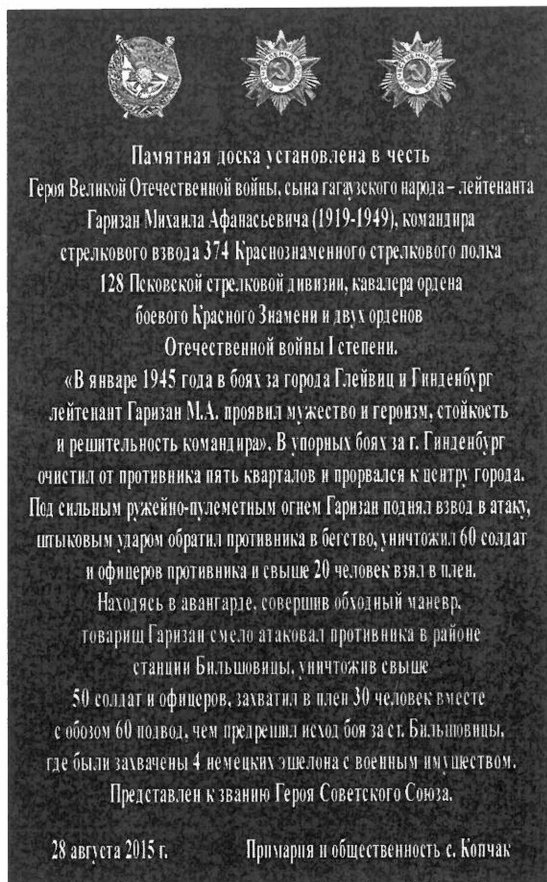 Памятная доска установлена в честь
Героя Великой Отечественной войны, сына гагаузского народа – лейтенанта
Гаризан Михаила Афанасьевича (1919-1949), командира
стрелкового взвода 374 Краснознаменного стрелкового полка
128 Псковской стрелковой дивизии, кавалера ордена
боевого Красного Знамени и двух орденов
Отечественной войны I степени.
«В январе 1945 года в боях за города Глейвиц и Гинденбург
лейтенант Гаризан М.А. проявил мужество и героизм, стойкость
и решительность командира». В упорных боях за г. Гинденбург
очистил от противника пять кварталов и прорвался к центру города.
Под сильным ружейно-пулеметным огнем Гаризан поднял взвод в атаку,
штыковым ударом обратил противника в бегство, уничтожил 60 солдат
и офицеров противника и свыше 20 человек взял в плен.
Находясь в авангарде, совершив обходный маневр,
товарищ Гаризан смело атаковал противника в районе
станции Бильшовицы, уничтожив свыше
50 солдат и офицеров, захватил в плен 30 человек вместе
с обозом 60 подвод, чем предрешил исход боя за ст. Бильшовицы,
где были захвачены 4 немецких эшелона с военным имуществом.
Представлен к званию Героя Советского Союза.
28 августа 2015 г. Примария и общественность с. Копчак